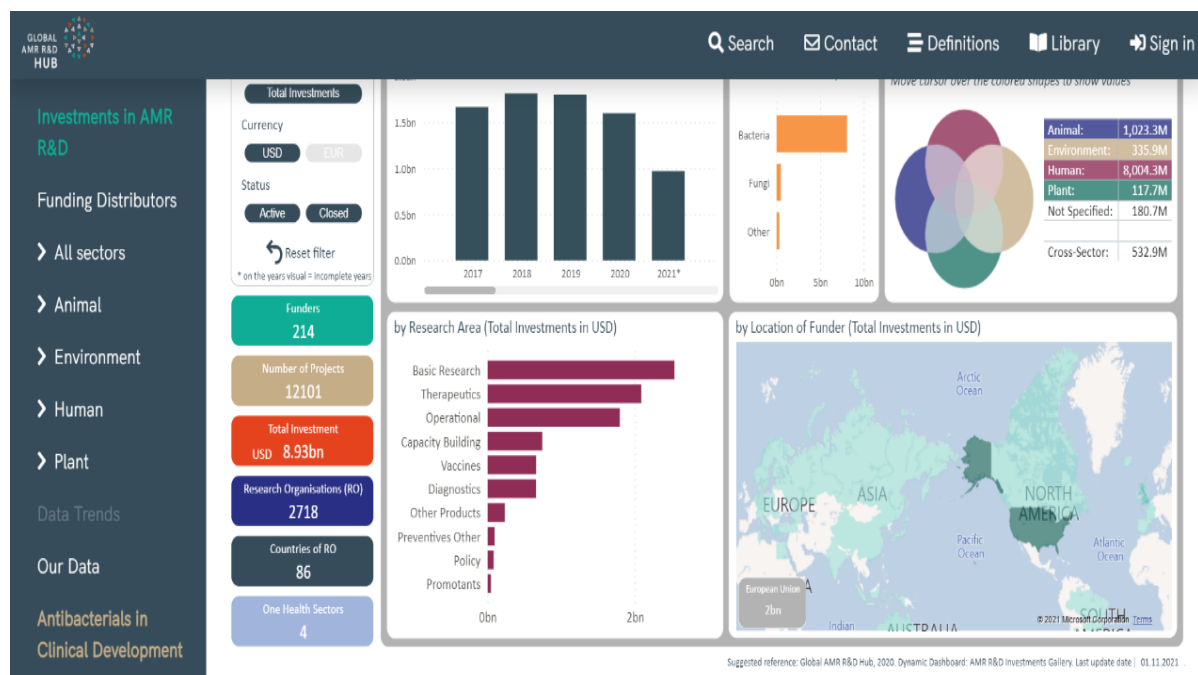 GLOBAL
AMR R&D
HUB
Search
Contact
Definitions
Library
Sign in
Investments in AMR
R&D
Funding Distributors
All sectors
Animal
Environment
Human
Plant
Data Trends
Our Data
Antibacterials in
Clinical Development
Total Investments
Currency
USD
EUR
Status
Active
Closed
Reset filter
* on the years visual = Incomplete years
Funders
214
Number of Projects
12101
Total Investment
USD 8.93bn
Research Organisations (RO)
2718
Countries of RO
86
One Health Sectors
4
1.5bn
1.0bn
0.5bn
0.0bn
2017
2018
2019
2020
2021*
Bacteria
Fungi
Other
0bn
5bn
10bn
Move cursor over the colored shapes to show values
Animal: 1,023.3M
Environment: 335.9M
Human: 8,004.3M
Plant: 117.7M
Not Specified: 180.7M
Cross-Sector: 532.9M
by Research Area (Total Investments in USD)
Basic Research
Therapeutics
Operational
Capacity Building
Vaccines
Diagnostics
Other Products
Preventives Other
Policy
Promotants
0bn
2bn
by Location of Funder (Total Investments in USD)
Arctic
Ocean
EUROPE
ASIA
NORTH
AMERICA
Pacific
Ocean
Atlantic
Ocean
European Union
2bn
Indian
AUSTRALIA
SOUTH
© 2021 Microsoft Corporation Terms
Suggested reference: Global AMR R&D Hub, 2020. Dynamic Dashboard: AMR R&D Investments Gallery. Last update date | 01.11.2021